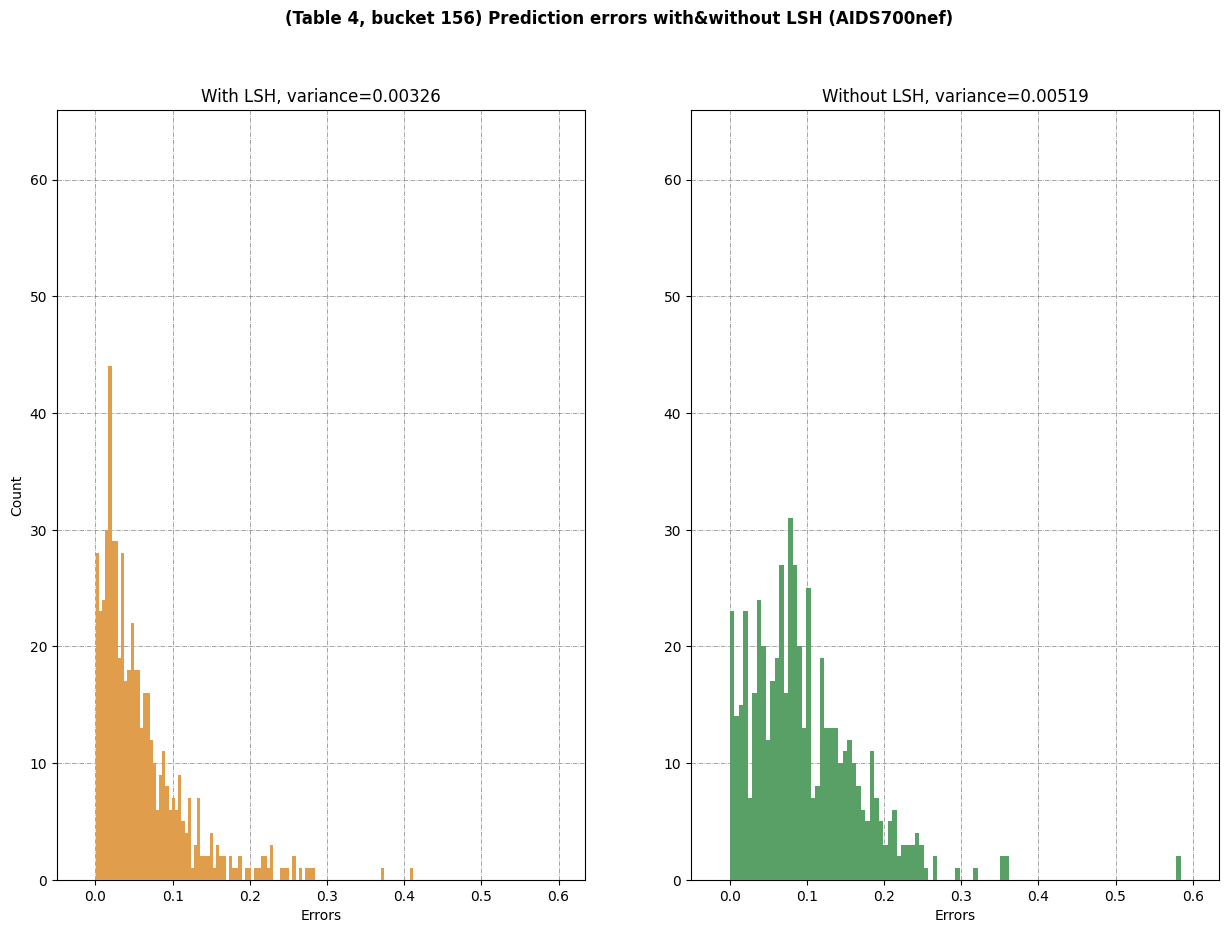 (Table 4, bucket 156) Prediction errors with&without LSH (AIDS700nef)
With LSH, variance=0.00326
60
50
40
30
20
10
0
Count
0.0 0.1 0.2 0.3 0.4 0.5 0.6
Errors
Without LSH, variance=0.00519
60
50
40
30
20
10
0
0.0 0.1 0.2 0.3 0.4 0.5 0.6
Errors